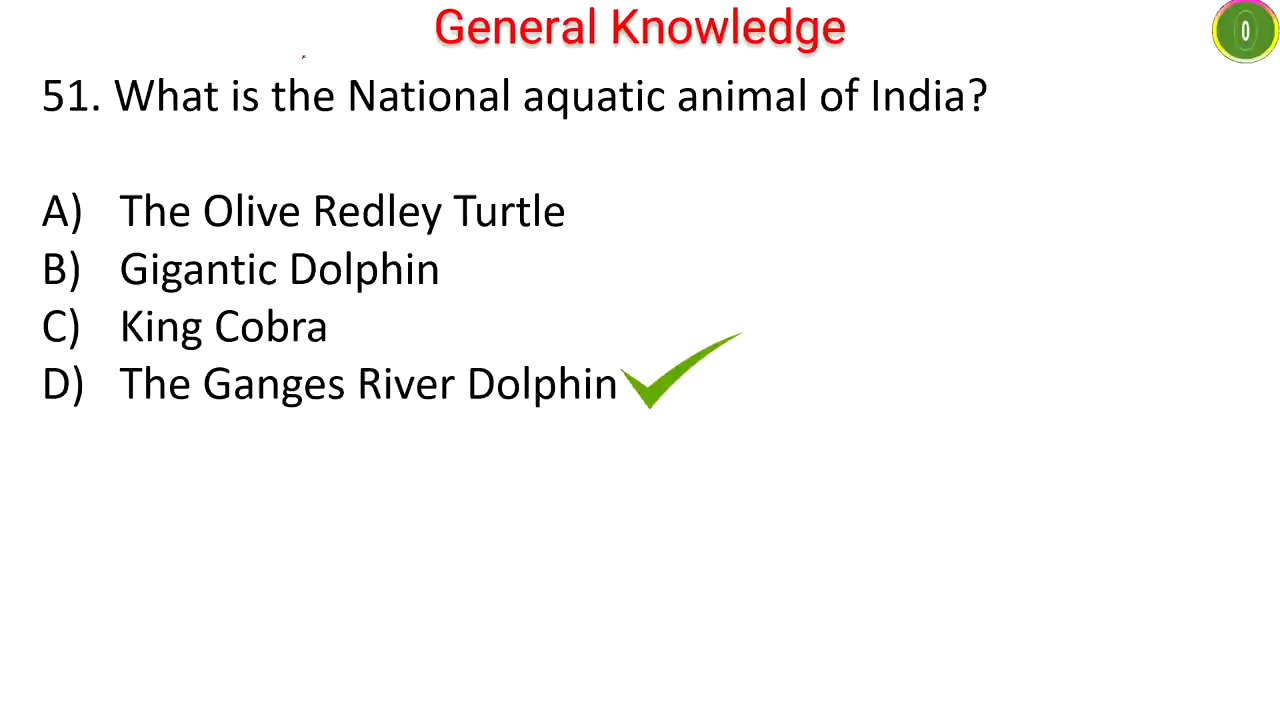 General Knowledge
0
51. What is the National aquatic animal of India?
A) The Olive Redley Turtle
B) Gigantic Dolphin
C) King Cobra
D) The Ganges River Dolphin